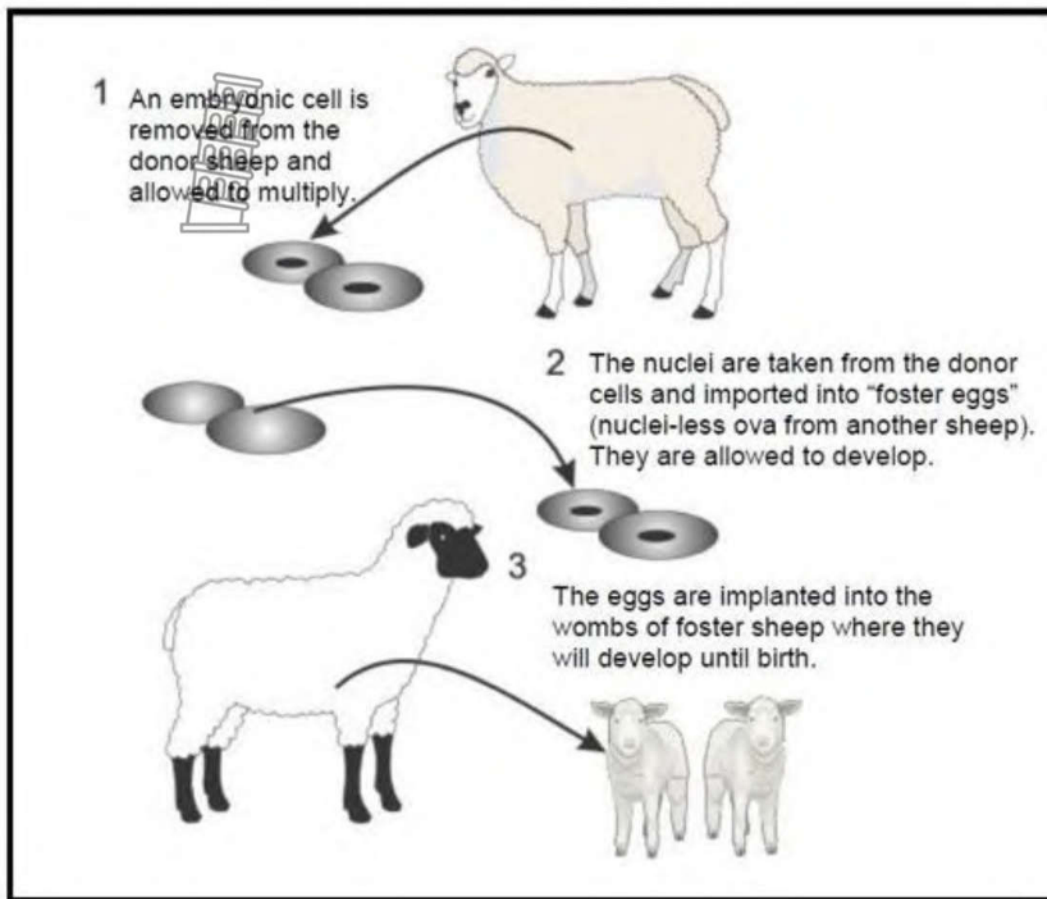 1 An embryonic cell is
removed from the
donor sheep and
allowed to multiply.
2 The nuclei are taken from the donor
cells and imported into “foster eggs”
(nuclei-less ova from another sheep).
They are allowed to develop.
3
The eggs are implanted into the
wombs of foster sheep where they
will develop until birth.